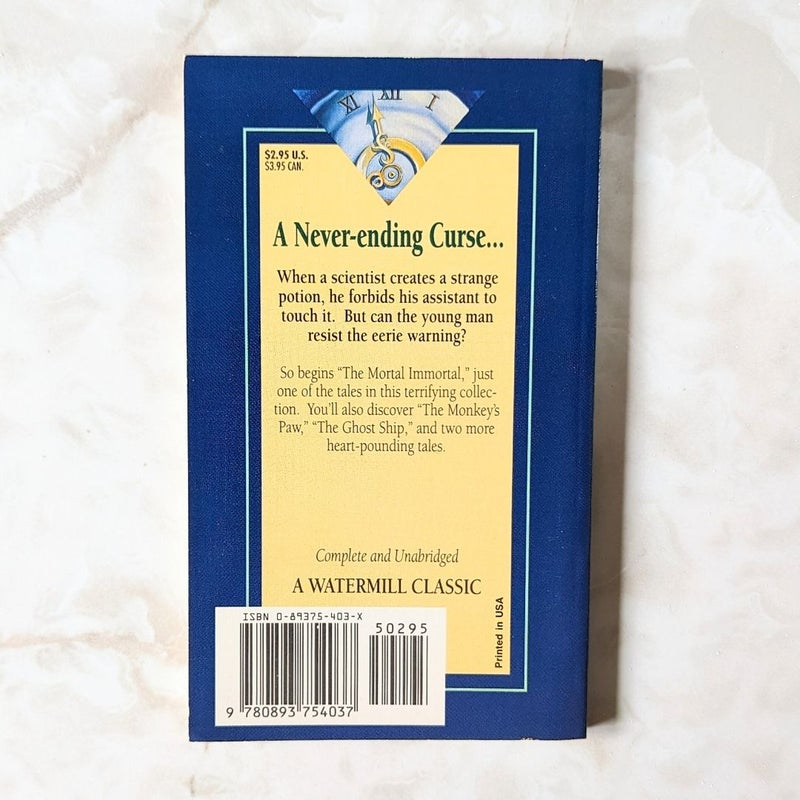 XI XII I
$2.95 U.S.
$3.95 CAN.
A Never-ending Curse...
When a scientist creates a strange
potion, he forbids his assistant to
touch it. But can the young man
resist the eerie warning?
So begins “The Mortal Immortal,” just
one of the tales in this terrifying collec-
tion. You’ll also discover “The Monkey’s
Paw,” “The Ghost Ship,” and two more
heart-pounding tales.
Complete and Unabridged
A WATERMILL CLASSIC
Printed in USA
ISBN 0-89375-403-X
50295
9 780893 754037